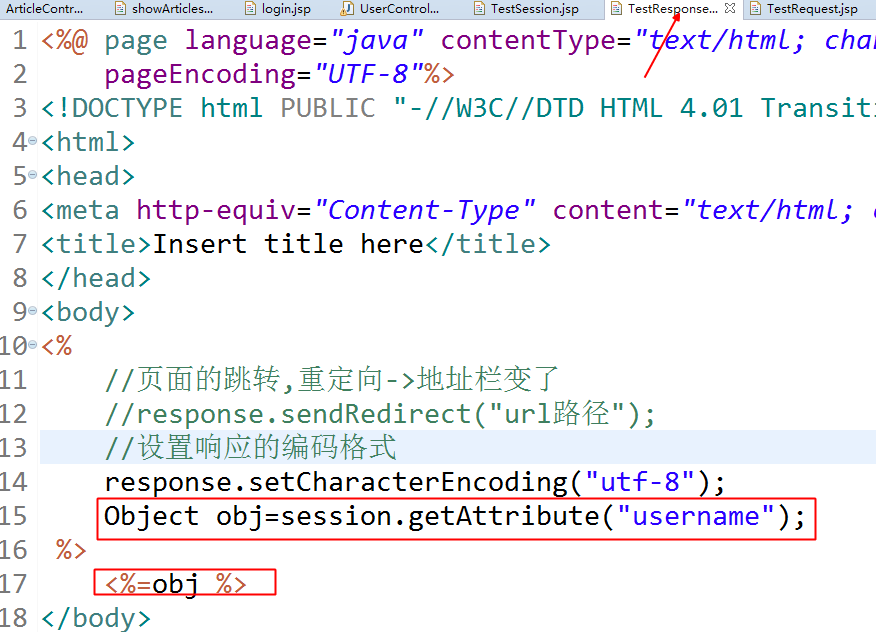 ArticleContr... showArticles... login.jsp UserControl... TestSession.jsp TestResponse... TestRequest.jsp
1 <%@ page language="java" contentType="text/html; char
2 pageEncoding="UTF-8"%>
3 <!DOCTYPE html PUBLIC "-//W3C//DTD HTML 4.01 Transiti
4 <html>
5 <head>
6 <meta http-equiv="Content-Type" content="text/html; c
7 <title>Insert title here</title>
8 </head>
9 <body>
10 <%
11 //页面的跳转,重定向->地址栏变了
12 //response.sendRedirect("url路径");
13 //设置响应的编码格式
14 response.setCharacterEncoding("utf-8");
15 Object obj=session.getAttribute("username");
16 %>
17 <%=obj %>
18 </body>